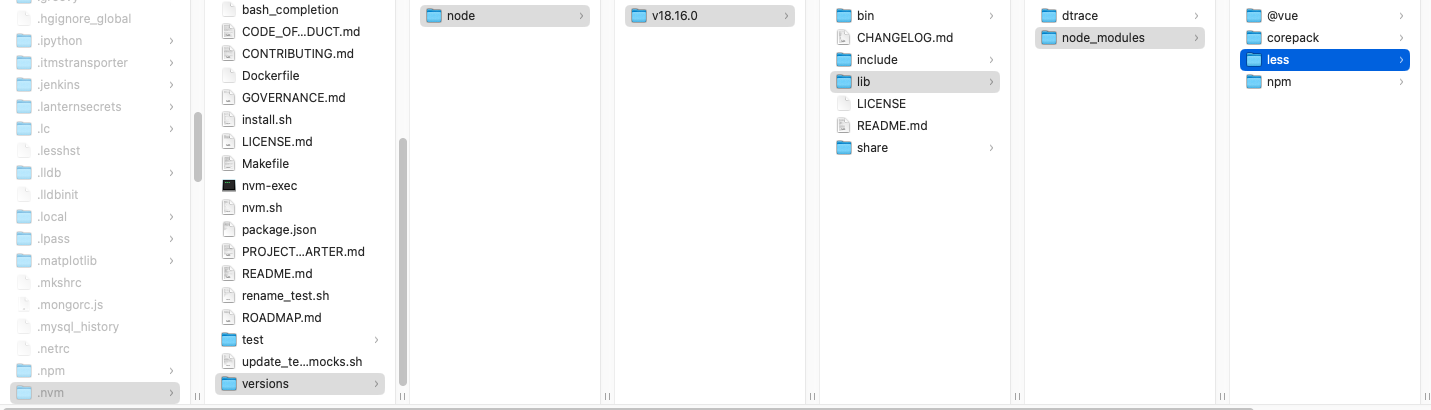 .hgignore_global
.ipython
.itmstransporter
.jenkins
.lanternsecrets
.lc
.lesshst
.lldb
.lldbinit
.local
.lpass
.matplotlib
.mkshrc
.mongorc.js
.mysql_history
.netrc
.npm
.nvm
bash_completion
CODE_OF...DUCT.md
CONTRIBUTING.md
Dockerfile
GOVERNANCE.md
install.sh
LICENSE.md
Makefile
nvm-exec
nvm.sh
package.json
PROJECT...ARTER.md
README.md
rename_test.sh
ROADMAP.md
test
update_te...mocks.sh
versions
node
v18.16.0
bin
CHANGELOG.md
include
lib
LICENSE
README.md
share
dtrace
node_modules
@vue
corepack
less
npm